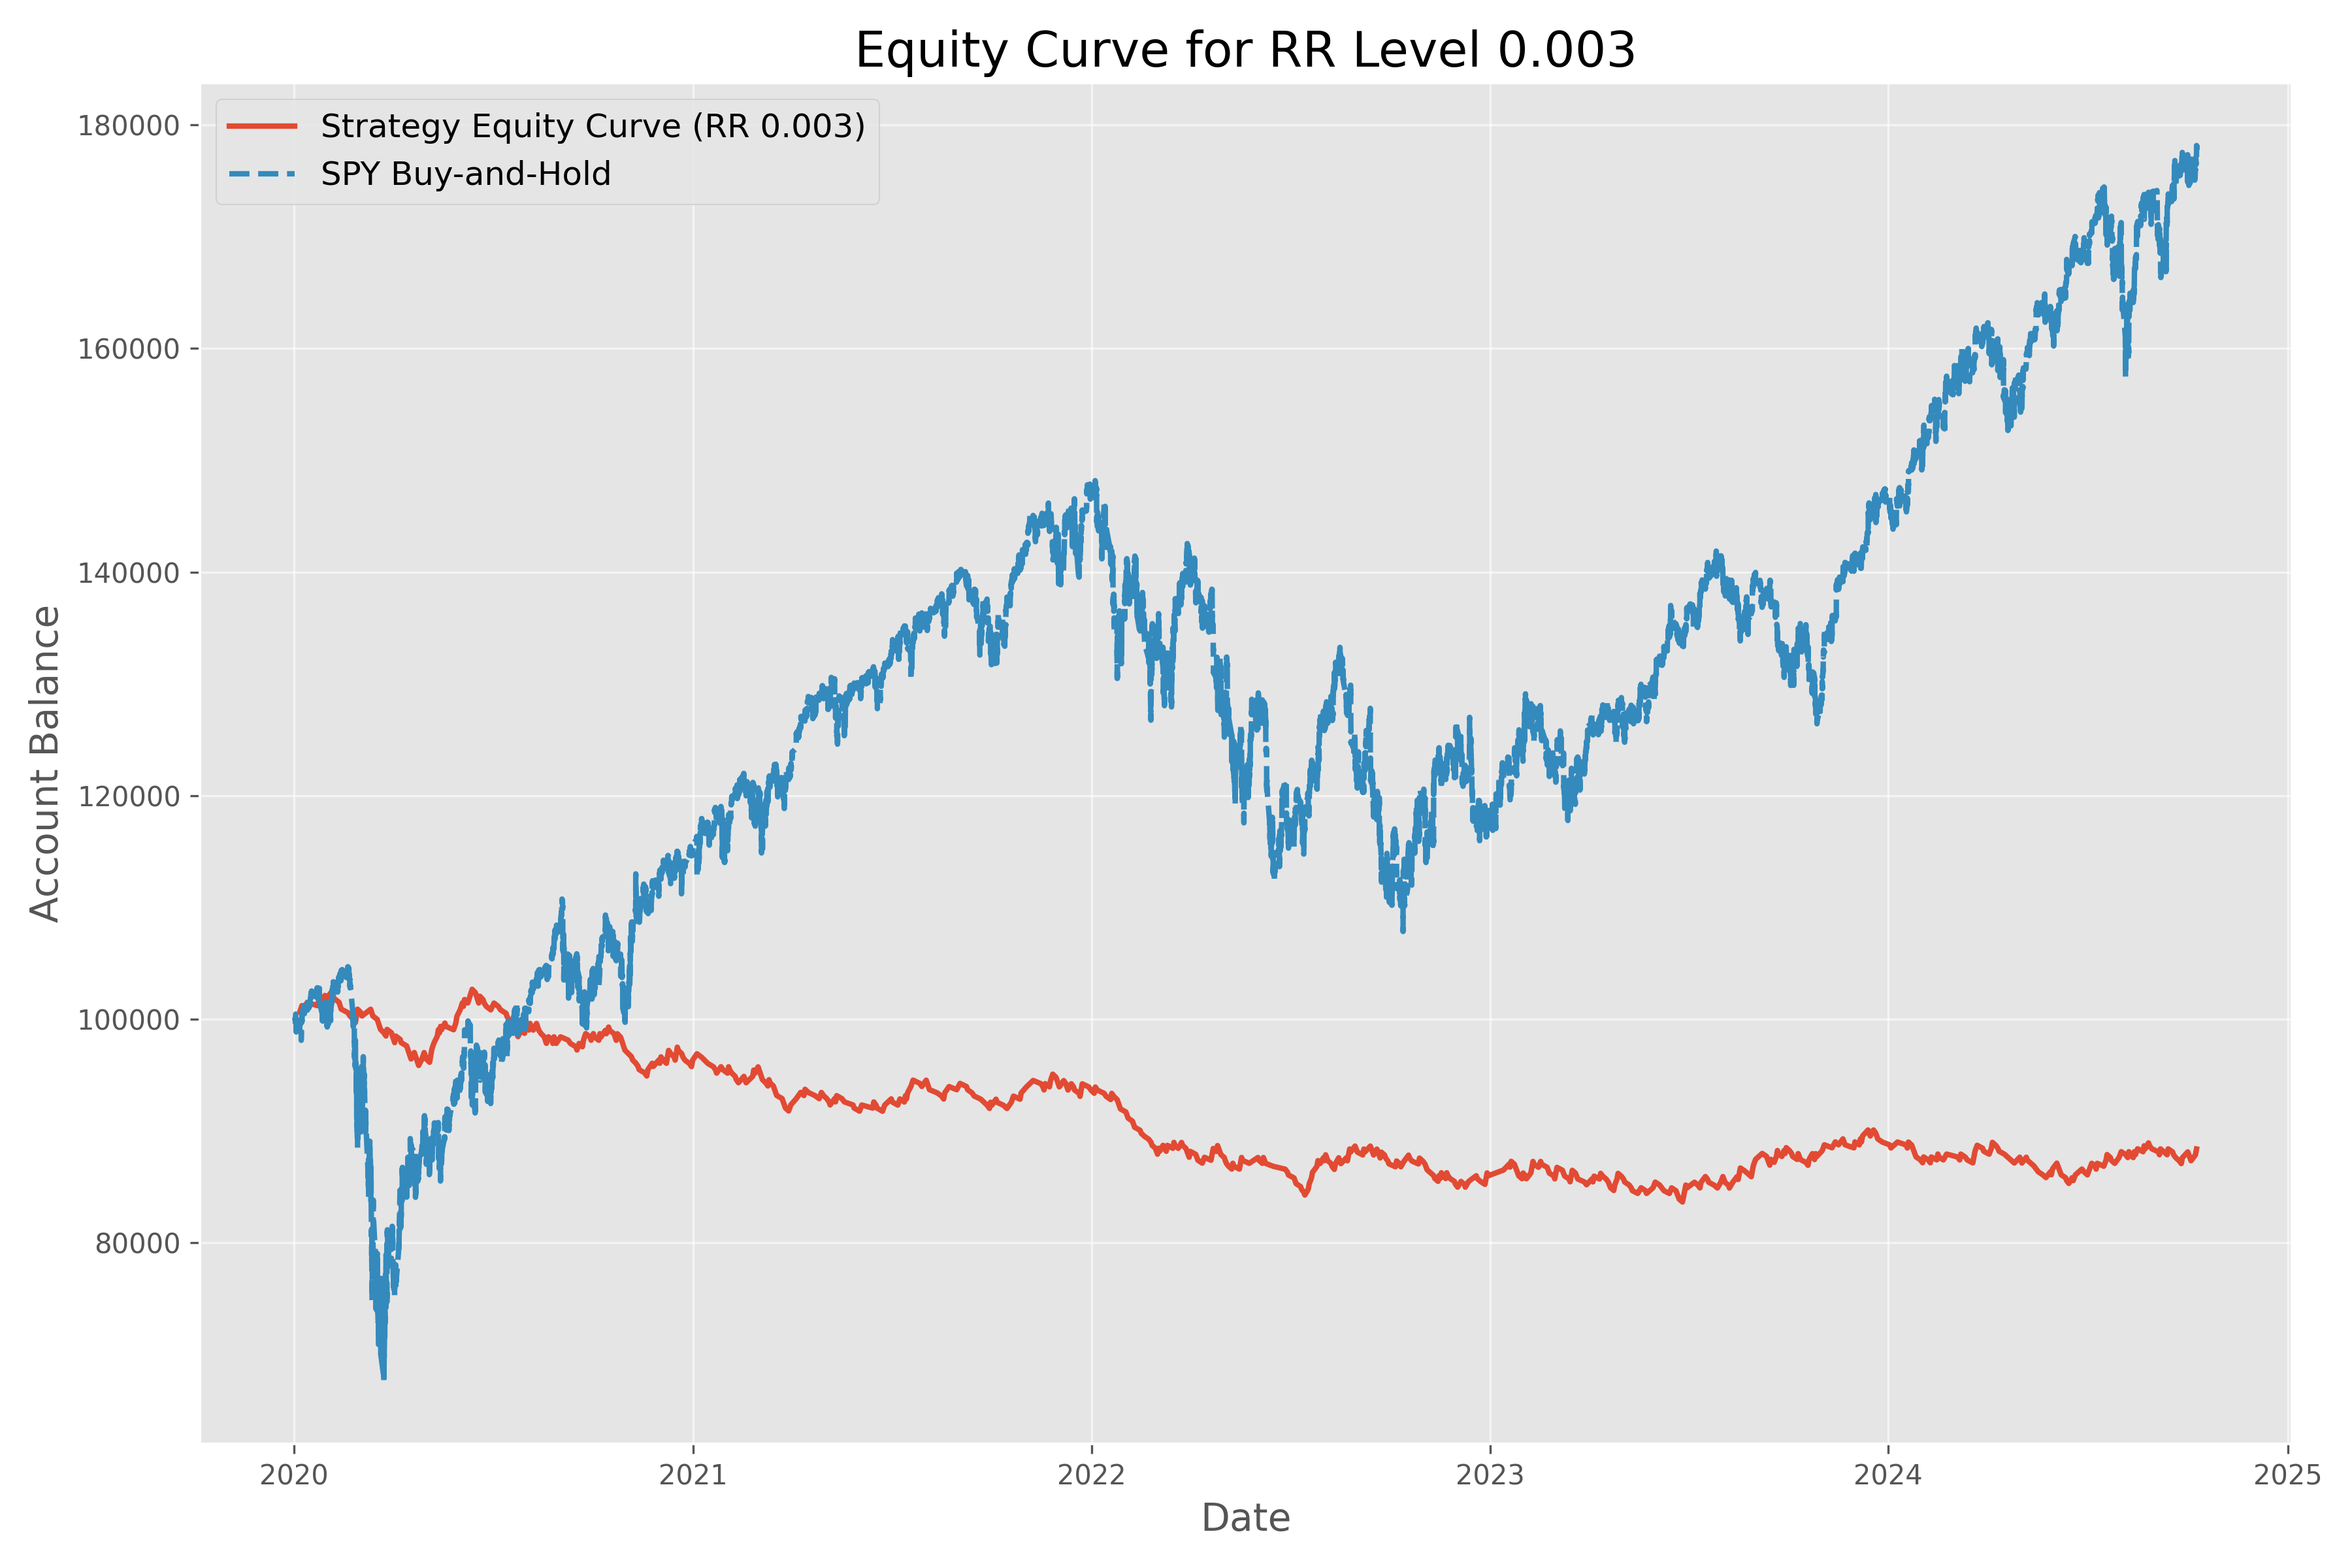 Equity Curve for RR Level 0.003
Strategy Equity Curve (RR 0.003)
SPY Buy-and-Hold
180000
160000
140000
120000
100000
80000
Account Balance
2020
2021
2022
2023
2024
2025
Date